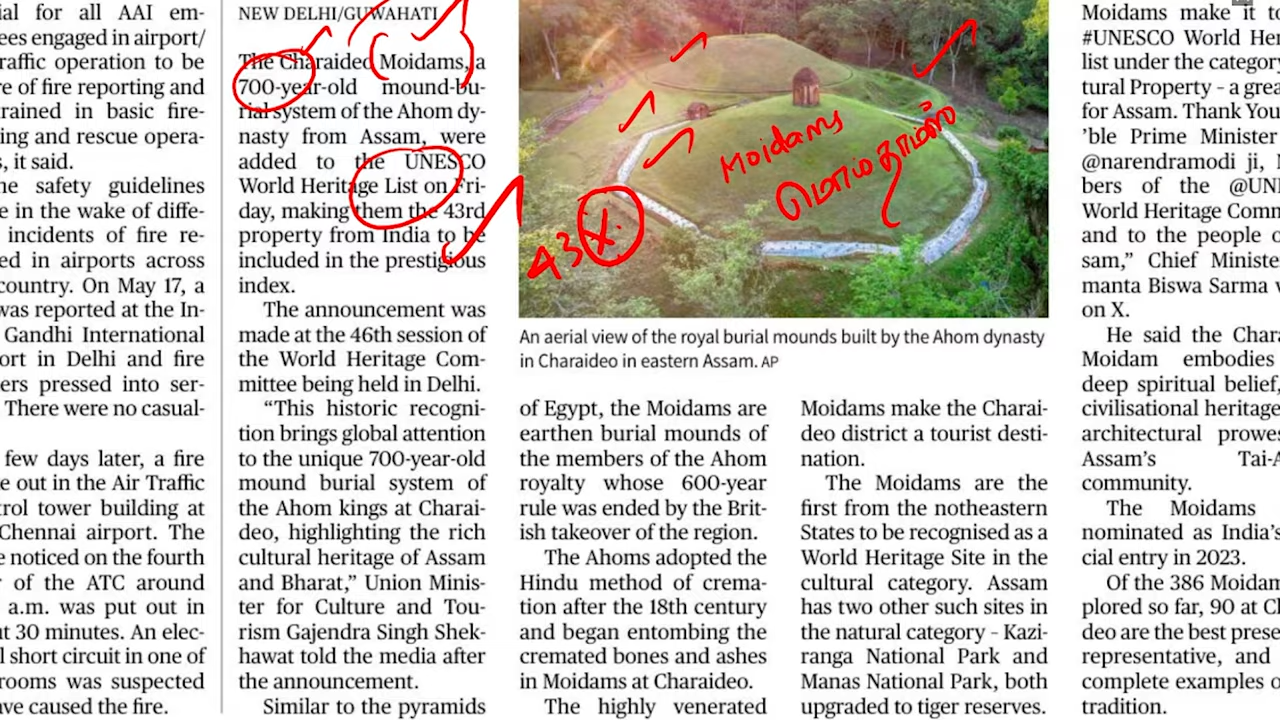 ial for all AAI em-
ees engaged in airport/
raffic operation to be
re of fire reporting and
rained in basic fire-
ing and rescue opera-
s, it said.
he safety guidelines
e in the wake of diffe-
incidents of fire re-
ed in airports across
country. On May 17, a
was reported at the In-
Gandhi International
ort in Delhi and fire
ers pressed into ser-
There were no casual-
few days later, a fire
e out in the Air Traffic
trol tower building at
Chennai airport. The
e noticed on the fourth
r of the ATC around
a.m. was put out in
ut 30 minutes. An elec-
l short circuit in one of
rooms was suspected
ave caused the fire.
NEW DELHI/GUWAHATI
The Charaideo Moidams, a
700-year-old mound-bu-
rial system of the Ahom dy-
nasty from Assam, were
added to the UNESCO
World Heritage List on Fri-
day, making them the 43rd
property from India to be
included in the prestigious
index.
The announcement was
made at the 46th session of
the World Heritage Com-
mittee being held in Delhi.
“This historic recogni-
tion brings global attention
to the unique 700-year-old
mound burial system of
the Ahom kings at Charai-
deo, highlighting the rich
cultural heritage of Assam
and Bharat,” Union Minis-
ter for Culture and Tou-
rism Gajendra Singh Shek-
hawat told the media after
the announcement.
Similar to the pyramids
Moidams
43
An aerial view of the royal burial mounds built by the Ahom dynasty
in Charaideo in eastern Assam. AP
of Egypt, the Moidams are
earthen burial mounds of
the members of the Ahom
royalty whose 600-year
rule was ended by the Brit-
ish takeover of the region.
The Ahoms adopted the
Hindu method of crema-
tion after the 18th century
and began entombing the
cremated bones and ashes
in Moidams at Charaideo.
The highly venerated
Moidams make the Charai-
deo district a tourist desti-
nation.
The Moidams are the
first from the notheastern
States to be recognised as a
World Heritage Site in the
cultural category. Assam
has two other such sites in
the natural category – Kazi-
ranga National Park and
Manas National Park, both
upgraded to tiger reserves.
Moidams make it to
#UNESCO World Her
list under the category
tural Property – a grea
for Assam. Thank You
’ble Prime Minister
@narendramodi ji, 
bers of the @UN
World Heritage Comm
and to the people o
sam,” Chief Ministe
manta Biswa Sarma w
on X.
He said the Chara
Moidam embodies
deep spiritual belief,
civilisational heritage
architectural prowes
Assam’s Tai-A
community.
The Moidams
nominated as India’s
cial entry in 2023.
Of the 386 Moidam
plored so far, 90 at Ch
deo are the best prese
representative, and
complete examples o
tradition.